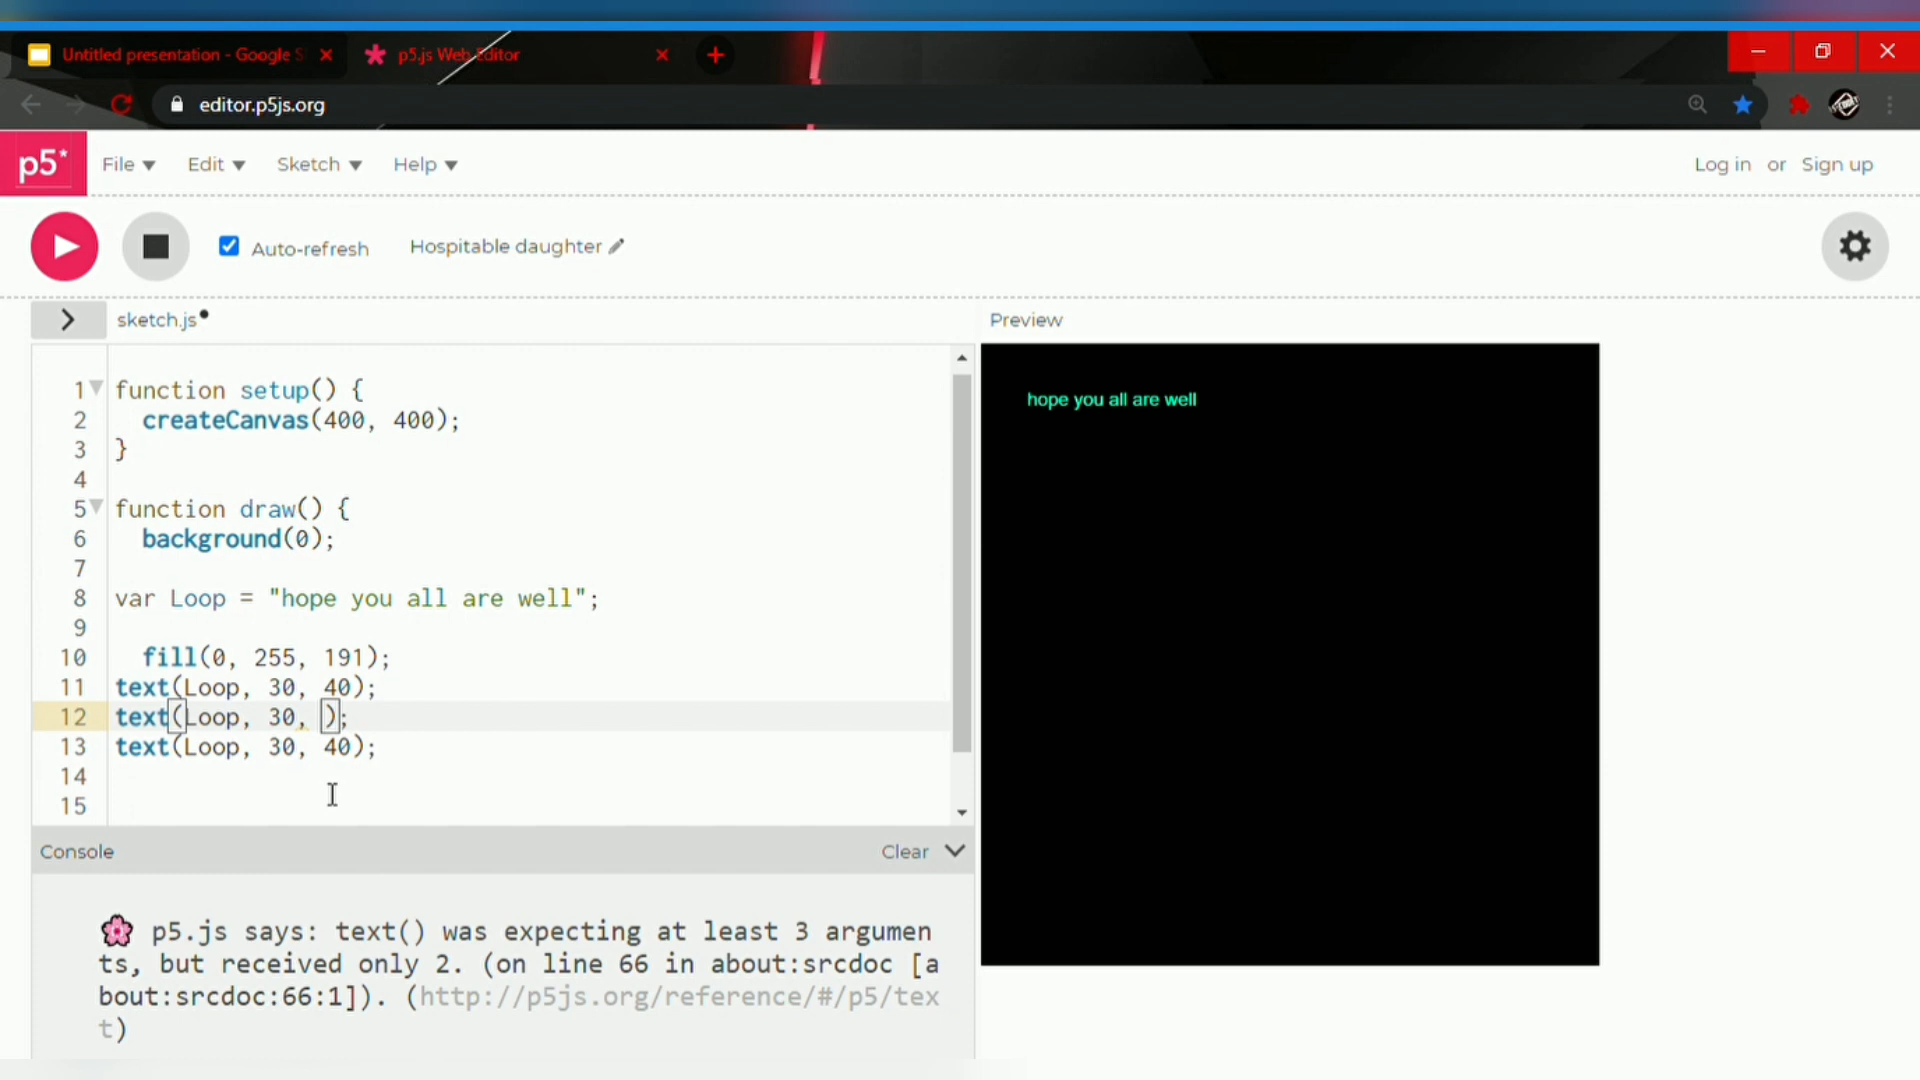 Untitled presentation - Google S
p5.js Web Editor
editor.p5js.org
p5*
File
Edit
Sketch
Help
Log in or Sign up
Auto-refresh
Hospitable daughter
sketch.js
Preview
1 function setup() {
2 createCanvas(400, 400);
3 }
4
5 function draw() {
6 background(0);
7
8 var Loop = "hope you all are well";
9
10 fill(0, 255, 191);
11 text(Loop, 30, 40);
12 text(Loop, 30, );
13 text(Loop, 30, 40);
14
15
hope you all are well
Console
Clear
p5.js says: text() was expecting at least 3 argumen
ts, but received only 2. (on line 66 in about:srcdoc [a
bout:srcdoc:66:1]). (http://p5js.org/reference/#/p5/tex
t)